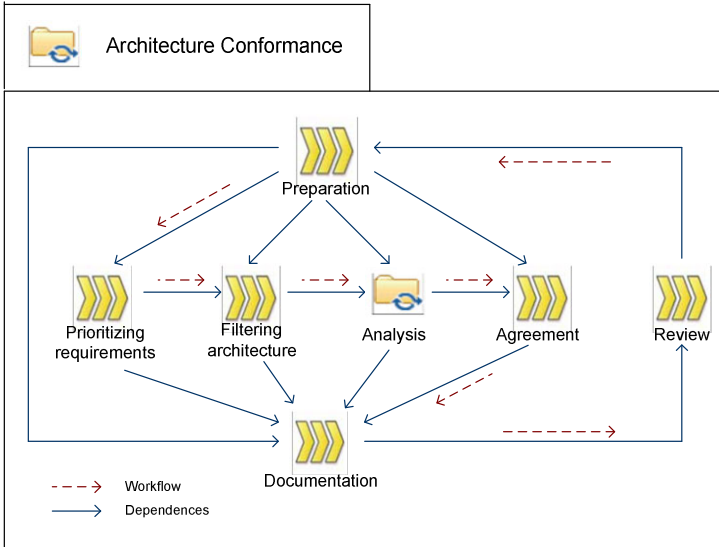 Architecture Conformance
Preparation
Prioritizing
requirements
Filtering
architecture
Analysis
Agreement
Review
Documentation
Workflow
Dependences